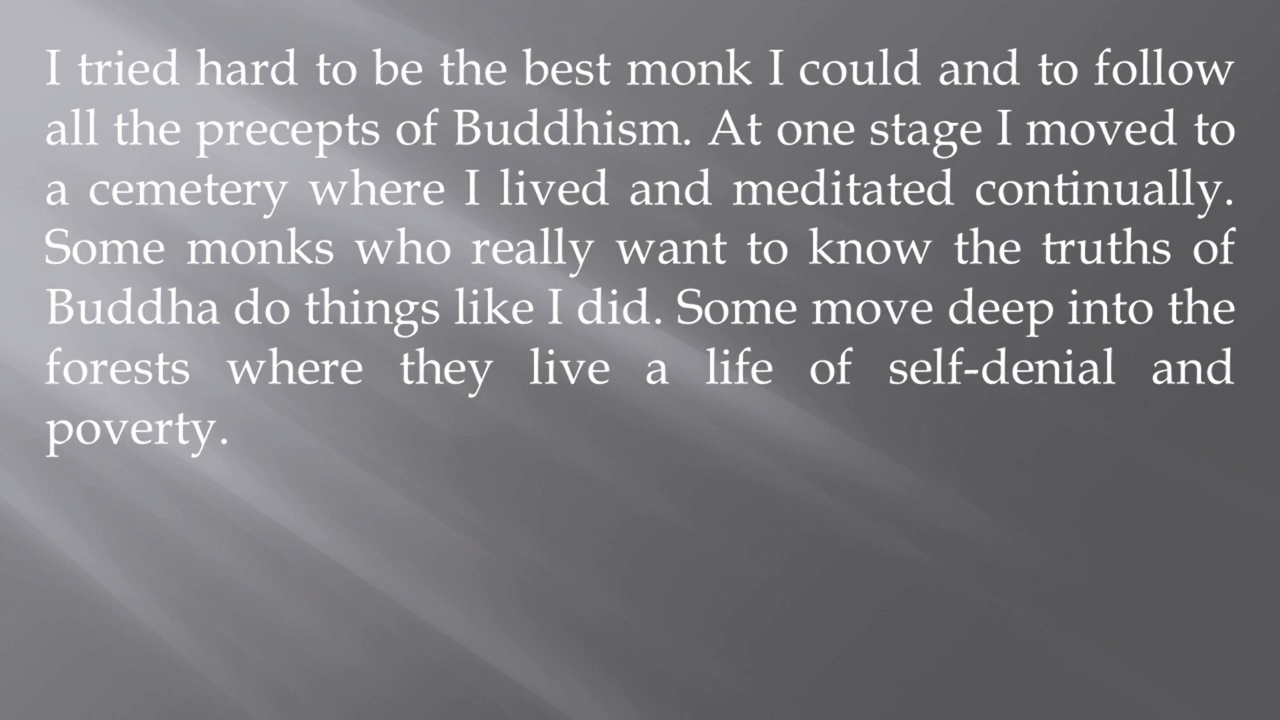 I tried hard to be the best monk I could and to follow
all the precepts of Buddhism. At one stage I moved to
a cemetery where I lived and meditated continually.
Some monks who really want to know the truths of
Buddha do things like I did. Some move deep into the
forests where they live a life of self-denial and
poverty.